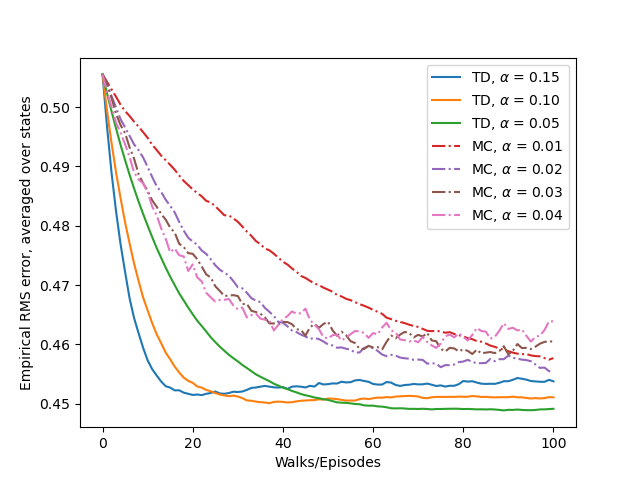 TD, α = 0.15
TD, α = 0.10
TD, α = 0.05
MC, α = 0.01
MC, α = 0.02
MC, α = 0.03
MC, α = 0.04
0.50
0.49
0.48
0.47
0.46
0.45
Empirical RMS error, averaged over states
0 20 40 60 80 100
Walks/Episodes